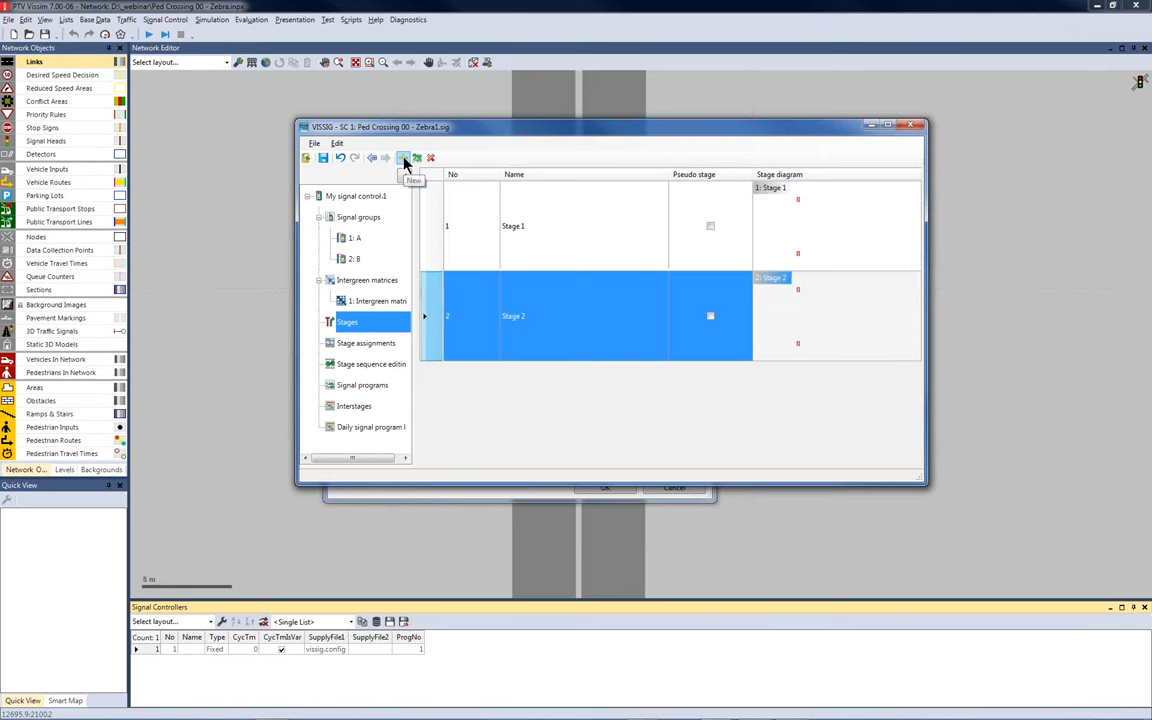 PTV Vissim 7.00-06 - Network: D:\_webinar\Ped Crossing 00 - Zebra.inpx
File Edit View Lists Base Data Traffic Signal Control Simulation Evaluation Presentation Test Scripts Help Diagnostics
Network Objects
Network Editor
Select layout...
Links
Desired Speed Decision
Reduced Speed Areas
Conflict Areas
Priority Rules
Stop Signs
Signal Heads
Detectors
Vehicle Inputs
Vehicle Routes
Parking Lots
Public Transport Stops
Public Transport Lines
Nodes
Data Collection Points
Vehicle Travel Times
Queue Counters
Sections
Background Images
Pavement Markings
3D Traffic Signals
Static 3D Models
Vehicles In Network
Pedestrians In Network
Areas
Obstacles
Ramps & Stairs
Pedestrian Inputs
Pedestrian Routes
Pedestrian Travel Times
Network O... Levels Backgrounds
Quick View
Quick View Smart Map
12695.9:2100.2
VISSIG - SC 1: Ped Crossing 00 - Zebra1.sig
File Edit
New
My signal control.1
Signal groups
1: A
2: B
Intergreen matrices
1: Intergreen matri
Stages
Stage assignments
Stage sequence editin
Signal programs
Interstages
Daily signal program l
No Name Pseudo stage Stage diagram
1 Stage 1 1: Stage 1
2 Stage 2 2: Stage 2
OK Cancel
5 m
Signal Controllers
Select layout... <Single List>
Count: 1 No Name Type CycTm CycTmIsVar SupplyFile1 SupplyFile2 ProgNo
1 1 Fixed 0 vissig.config 1